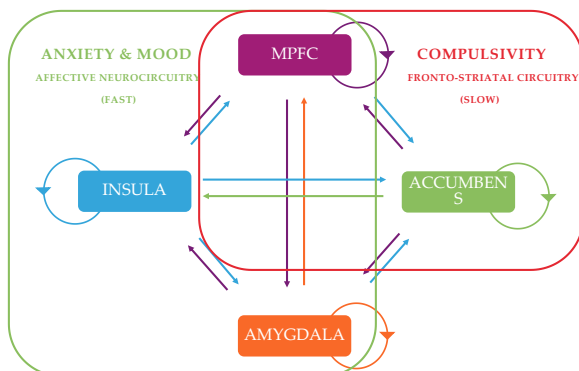 MPFC
ANXIETY & MOOD
AFFECTIVE NEUROCIRCUITRY
(FAST)
COMPULSIVITY
FRONTO-STRIATAL CIRCUITRY
(SLOW)
INSULA
ACCUMBEN
S
AMYGDALA